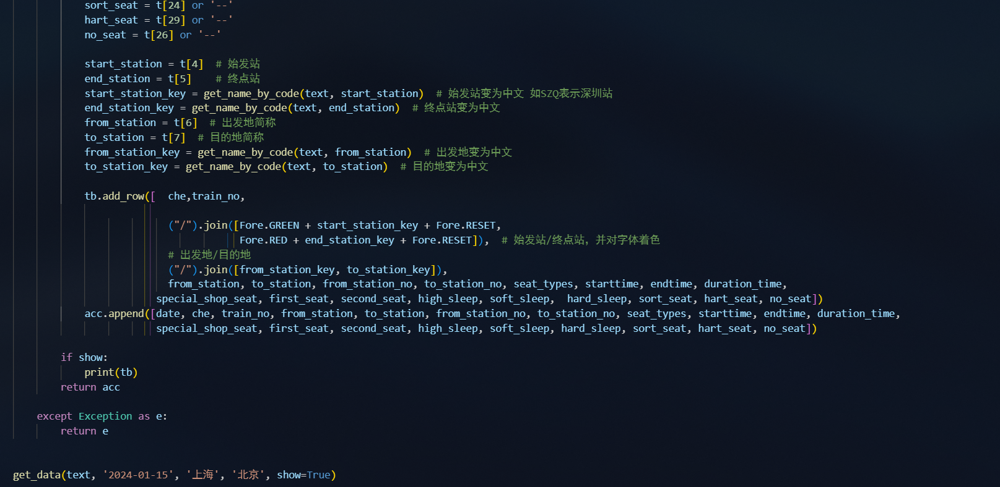 sort_seat = t[24] or '--'
hart_seat = t[29] or '--'
no_seat = t[26] or '--'
start_station = t[4]  # 始发站
end_station = t[5]    # 终点站
start_station_key = get_name_by_code(text, start_station)  # 始发站变为中文 如SZQ表示深圳站
end_station_key = get_name_by_code(text, end_station)  # 终点站变为中文
from_station = t[6]  # 出发地简称
to_station = t[7]  # 目的地简称
from_station_key = get_name_by_code(text, from_station)  # 出发地变为中文
to_station_key = get_name_by_code(text, to_station)  # 目的地变为中文
tb.add_row([  che,train_no,
("/").join([Fore.GREEN + start_station_key + Fore.RESET,
Fore.RED + end_station_key + Fore.RESET]),  # 始发站/终点站，并对字体着色
# 出发地/目的地
("/").join([from_station_key, to_station_key]),
from_station, to_station, from_station_no, to_station_no, seat_types, starttime, endtime, duration_time,
special_shop_seat, first_seat, second_seat, high_sleep, soft_sleep,  hard_sleep, sort_seat, hart_seat, no_seat])
acc.append([date, che, train_no, from_station, to_station, from_station_no, to_station_no, seat_types, starttime, endtime, duration_time,
special_shop_seat, first_seat, second_seat, high_sleep, soft_sleep, hard_sleep, sort_seat, hart_seat, no_seat])
if show:
print(tb)
return acc
except Exception as e:
return e
get_data(text, '2024-01-15', '上海', '北京', show=True)